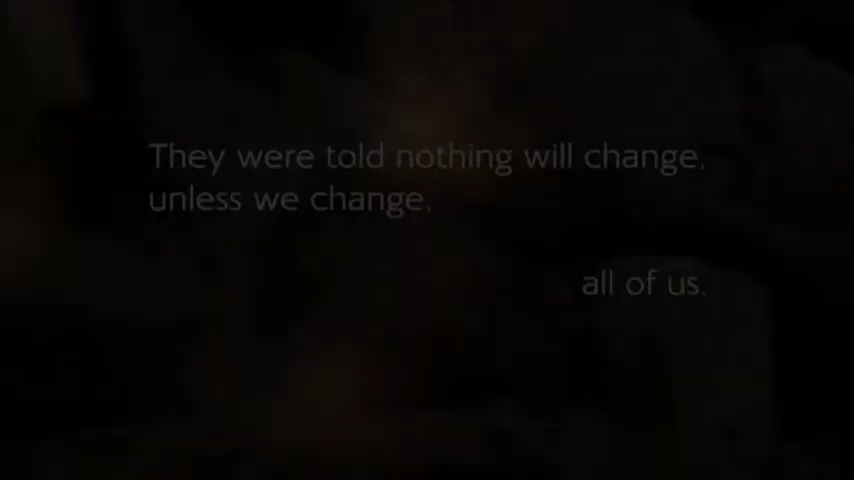 They were told nothing will change,
unless we change,
all of us.